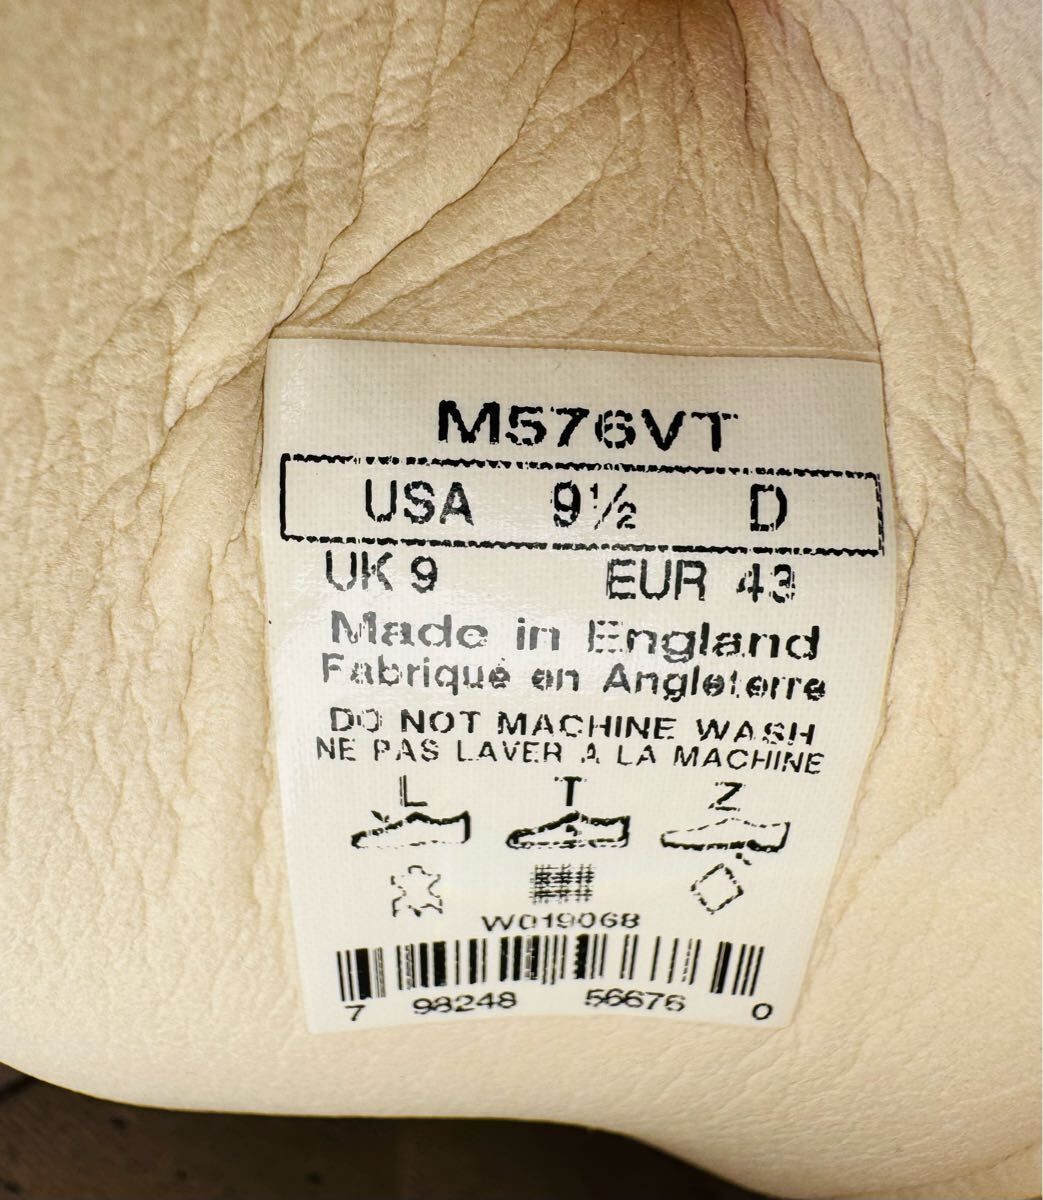 M576VT
USA 9½ D
UK 9 EUR 43
Made in England
Fabriqué en Angleterre
DO NOT MACHINE WASH
NE PAS LAVER A LA MACHINE
L T Z
W019068
7 98248 56676 0